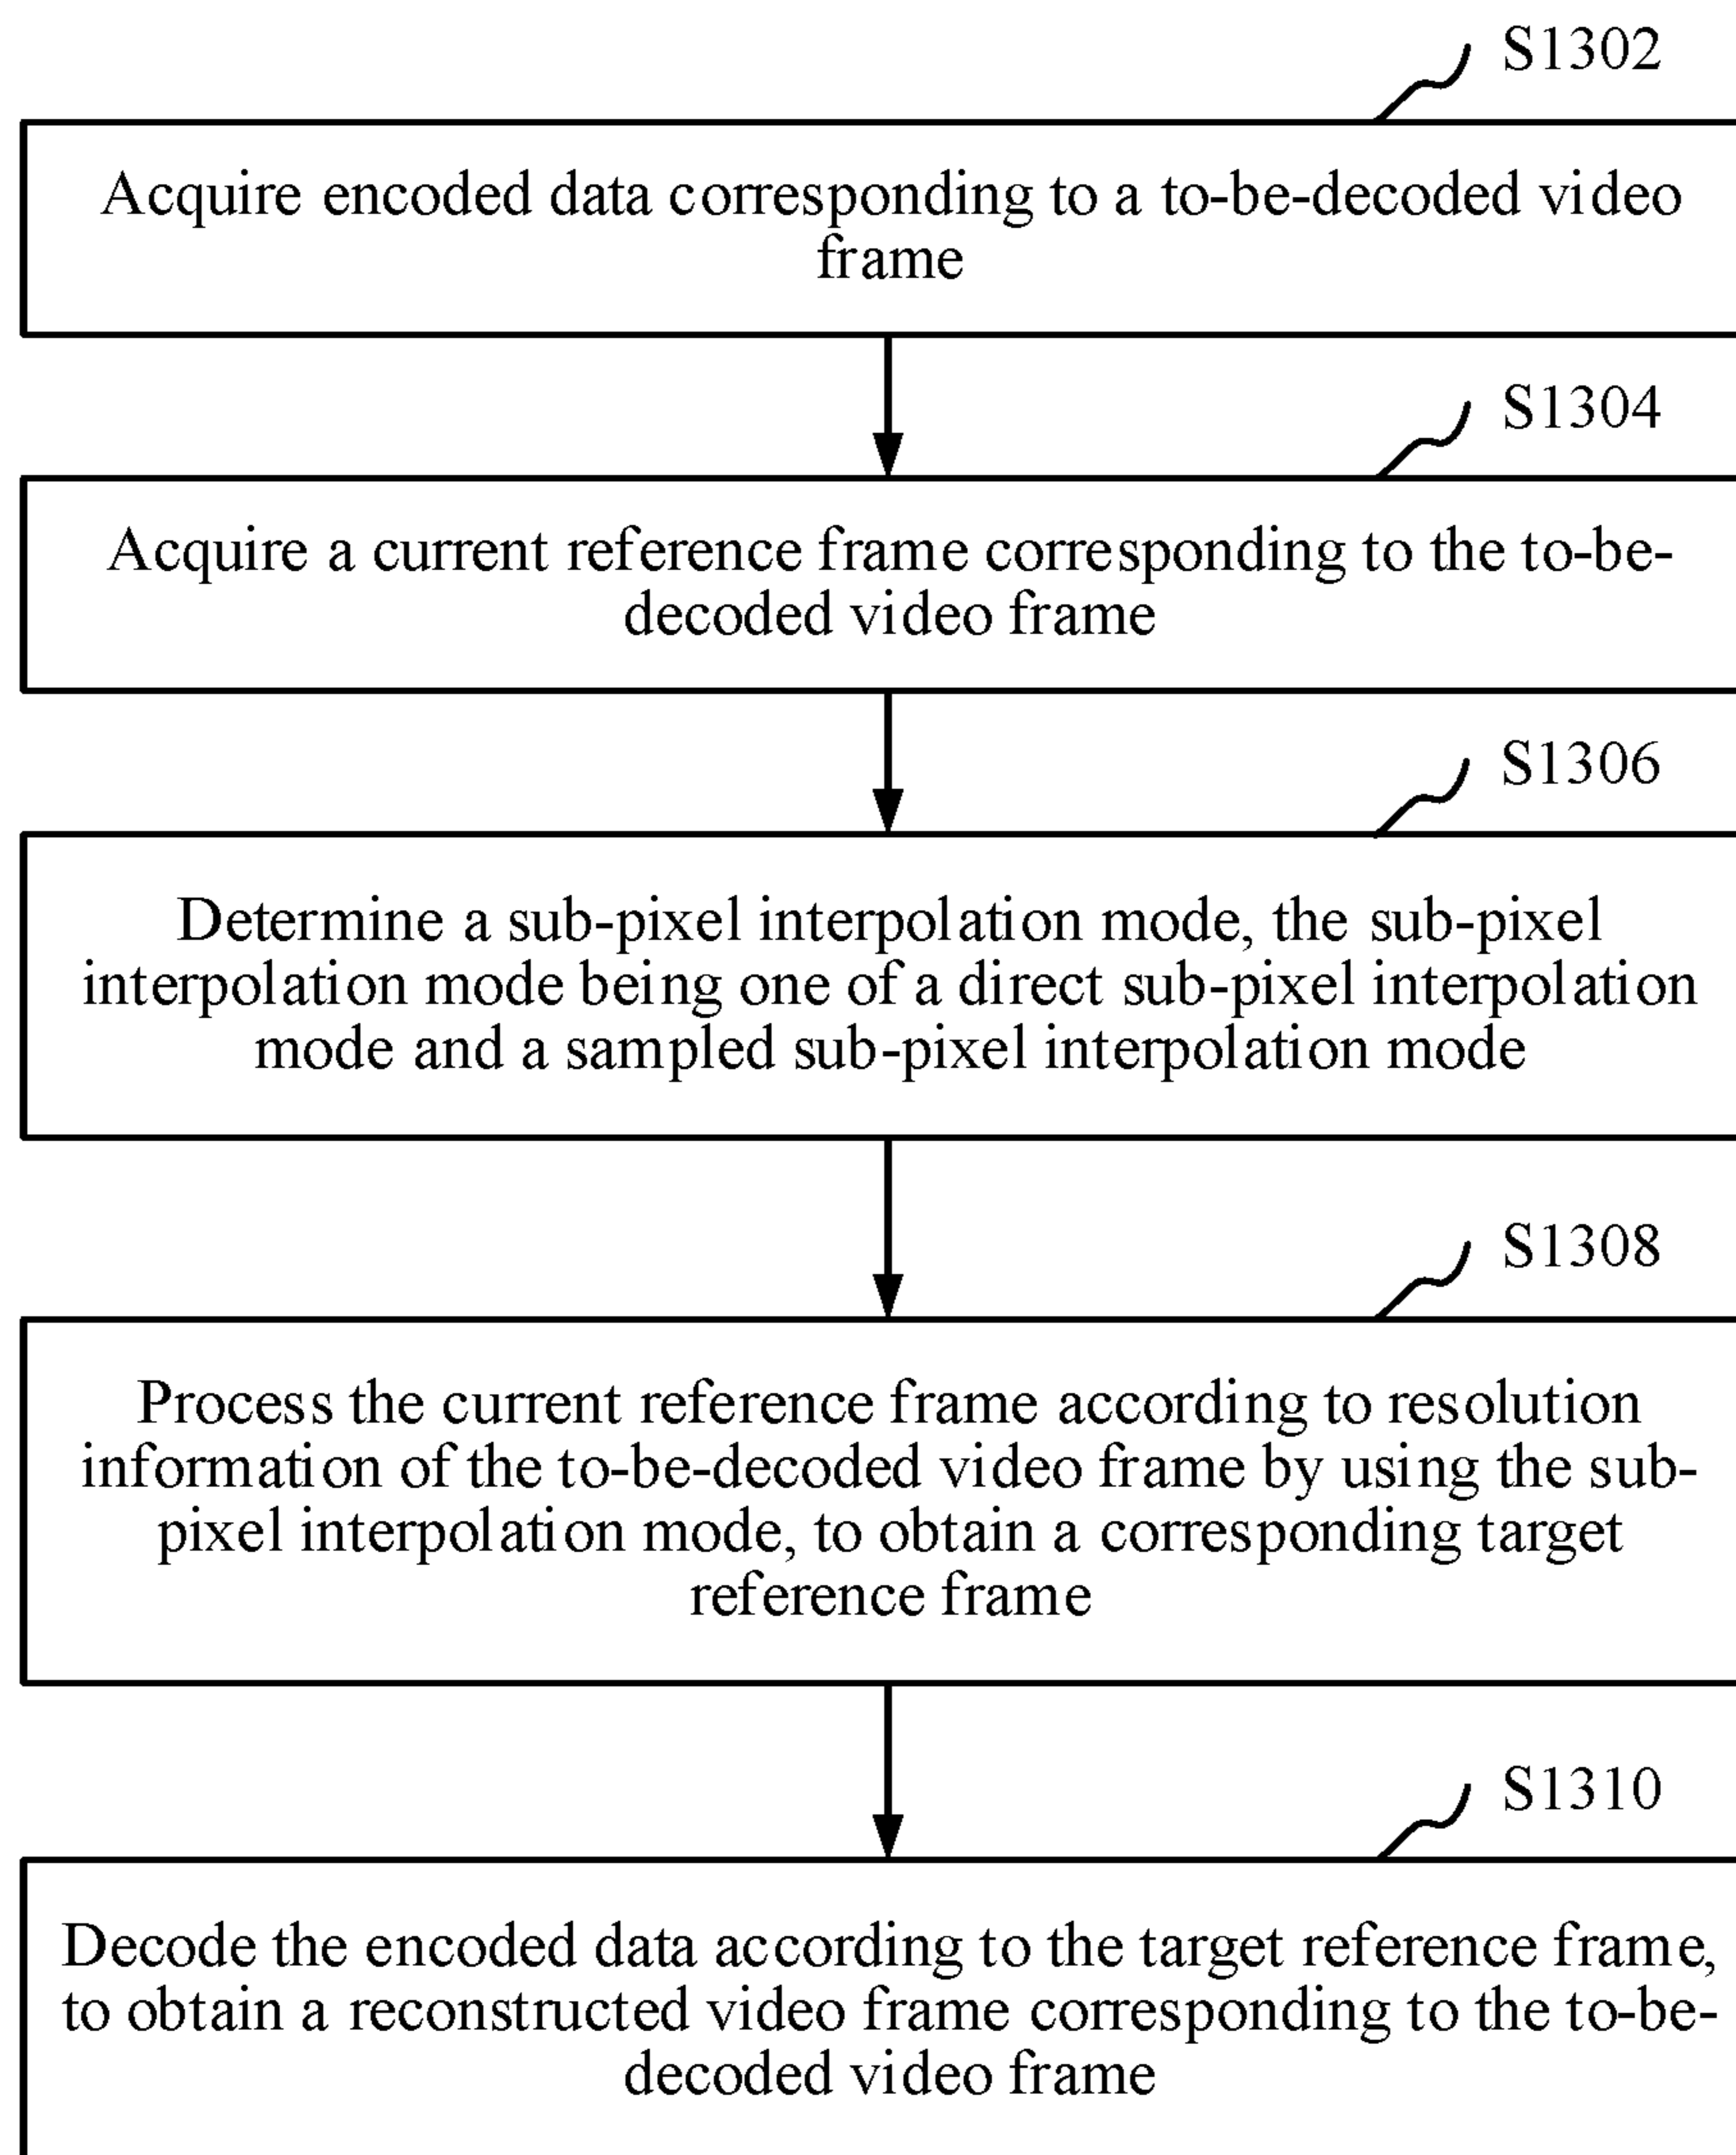 S1302
Acquire encoded data corresponding to a to-be-decoded video
frame
S1304
Acquire a current reference frame corresponding to the to-be-
decoded video frame
S1306
Determine a sub-pixel interpolation mode, the sub-pixel
interpolation mode being one of a direct sub-pixel interpolation
mode and a sampled sub-pixel interpolation mode
S1308
Process the current reference frame according to resolution
information of the to-be-decoded video frame by using the sub-
pixel interpolation mode, to obtain a corresponding target
reference frame
S1310
Decode the encoded data according to the target reference frame,
to obtain a reconstructed video frame corresponding to the to-be-
decoded video frame